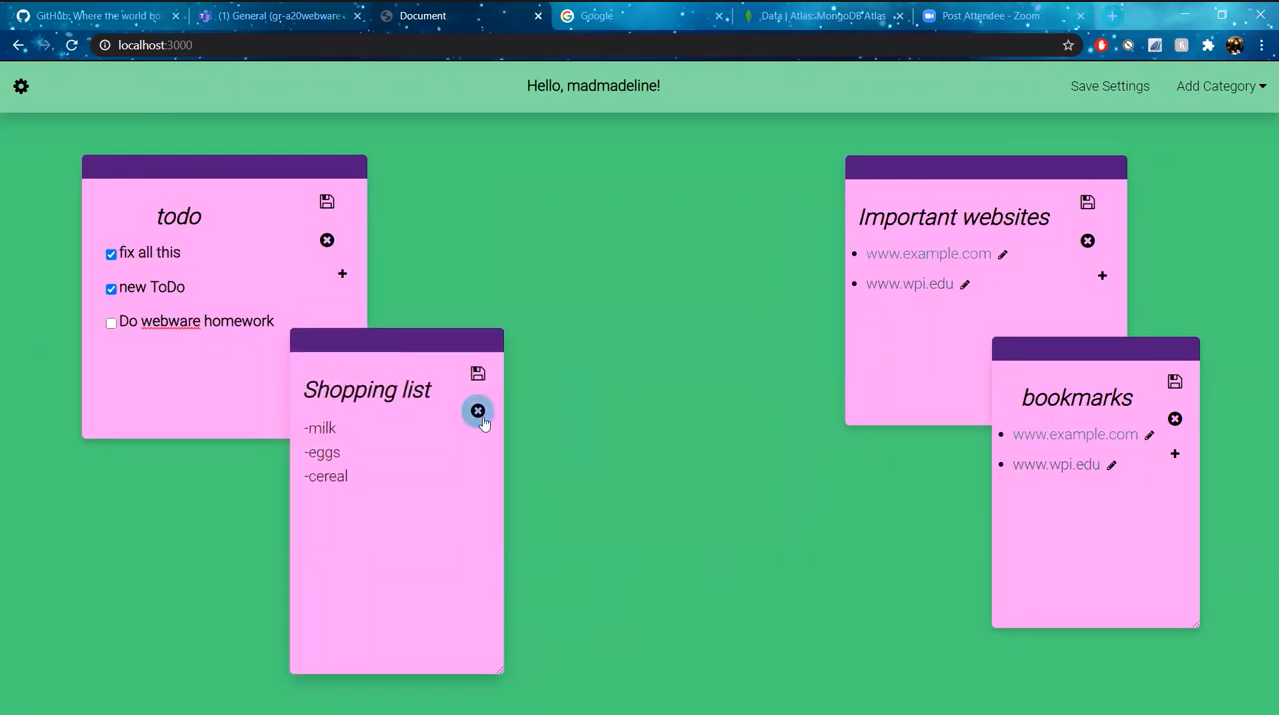 GitHub: Where the world bo
(1) General (gr-a20webware
Document
Google
Data | Atlas: MongoDB Atlas
Post Attendee - Zoom
localhost:3000
Hello, madmadeline!
Save Settings
Add Category
todo
fix all this
new ToDo
Do webware homework
Shopping list
-milk
-eggs
-cereal
Important websites
www.example.com
www.wpi.edu
bookmarks
www.example.com
www.wpi.edu